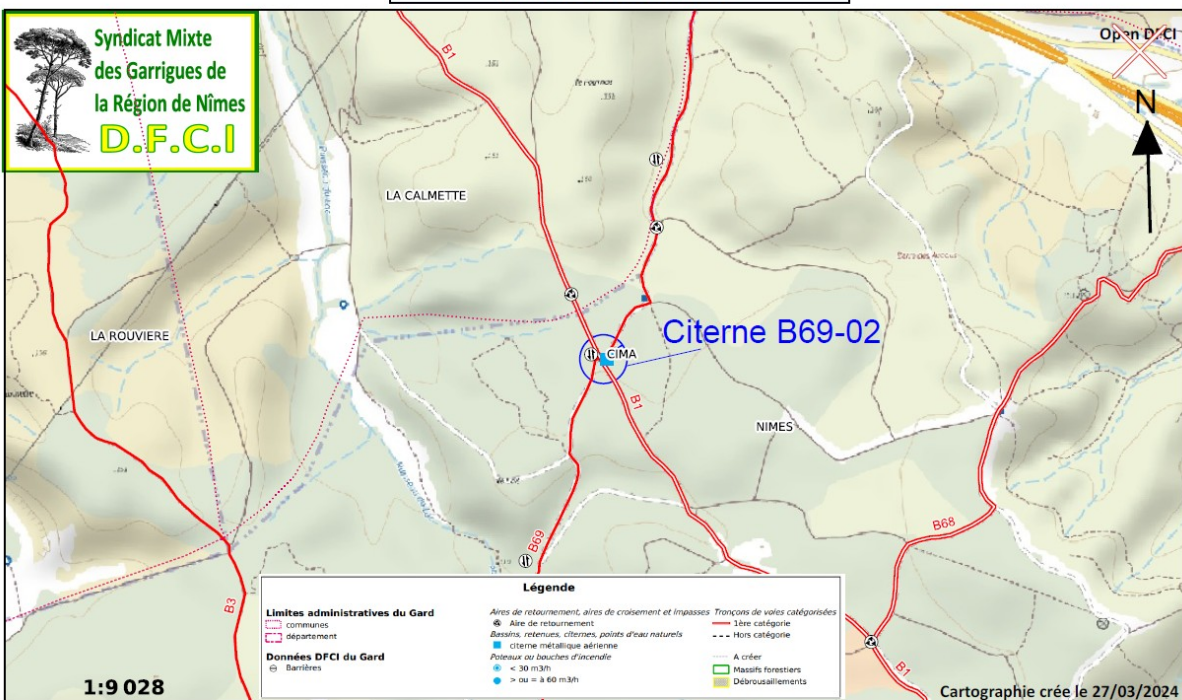 Syndicat Mixte
des Garrigues de
la Région de Nîmes
D.F.C.I
Open DFCI
N
B1
LA CALMETTE
LA ROUVIERE
Citerne B69-02
CIMA
B1
NIMES
B69
B68
B3
B1
Légende
Limites administratives du Gard
communes
département
Données DFCI du Gard
Barrières
Aires de retournement, aires de croisement et impasses
Aire de retournement
Bassins, retenues, citernes, points d'eau naturels
citerne métallique aérienne
Poteaux ou bouches d'incendie
< 30 m3/h
> ou = à 60 m3/h
Tronçons de voies catégorisées
1ère catégorie
Hors catégorie
A créer
Massifs forestiers
Débroussaillements
1:9 028
Cartographie crée le 27/03/2024